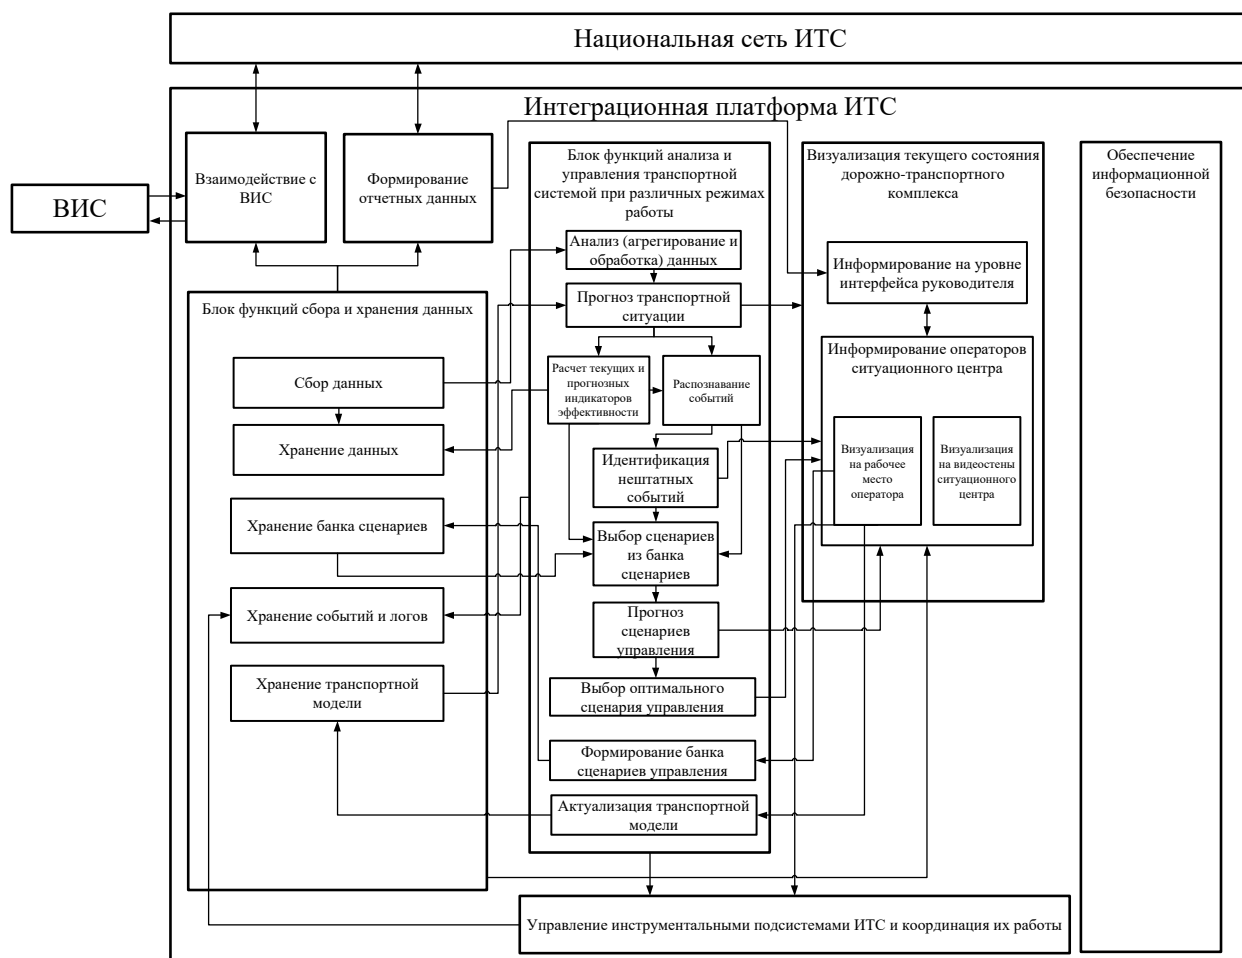 Национальная сеть ИТС
Интеграционная платформа ИТС
ВИС
Взаимодействие с
ВИС
Формирование
отчетных данных
Блок функций сбора и хранения данных
Сбор данных
Хранение данных
Хранение банка сценариев
Хранение событий и логов
Хранение транспортной
модели
Блок функций анализа и
управления транспортной
системой при различных режимах
работы
Анализ (агрегирование и
обработка) данных
Прогноз транспортной
ситуации
Расчет текущих и
прогнозных
индикаторов
эффективности
Распознавание
событий
Идентификация
нештатных
событий
Выбор сценариев
из банка
сценариев
Прогноз
сценариев
управления
Выбор оптимального
сценария управления
Формирование банка
сценариев управления
Актуализация транспортной
модели
Визуализация текущего состояния
дорожно-транспортного
комплекса
Информирование на уровне
интерфейса руководителя
Информирование операторов
ситуационного центра
Визуализация
на рабочее
место
оператора
Визуализация
на видеостены
ситуационного
центра
Обеспечение
информационной
безопасности
Управление инструментальными подсистемами ИТС и координация их работы